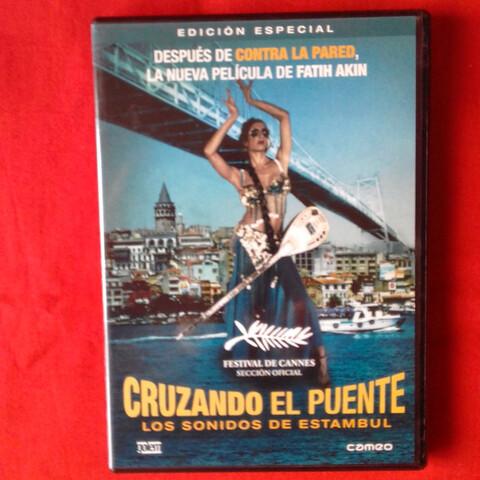 EDICIÓN ESPECIAL
DESPUÉS DE CONTRA LA PARED,
LA NUEVA PELÍCULA DE FATIH AKIN
FESTIVAL DE CANNES
SECCIÓN OFICIAL
CRUZANDO EL PUENTE
LOS SONIDOS DE ESTAMBUL
cameo